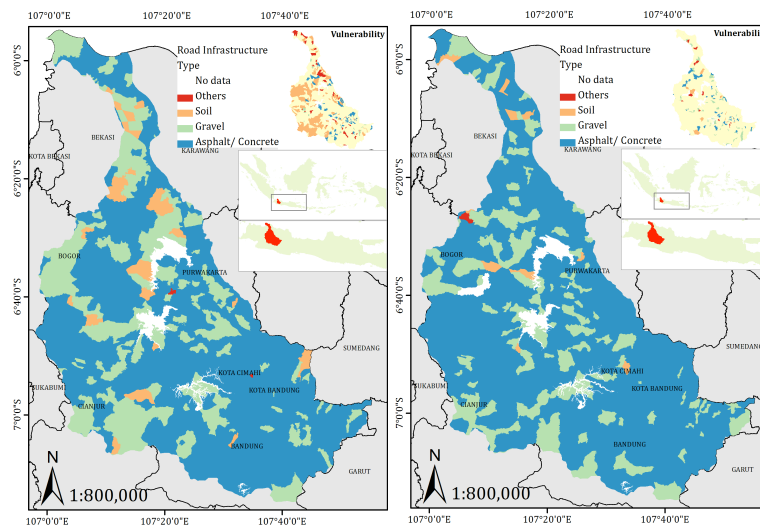 107°0'0"E 107°20'0"E 107°40'0"E
6°0'0"S
6°20'0"S
6°40'0"S
7°0'0"S
Road Infrastructure
Type
No data
Others
Soil
Gravel
Asphalt/ Concrete
Vulnerability
BEKASI
KOTA BEKASI
KARAWANG
BOGOR
PURWAKARTA
SUMEDANG
SUKABUMI
KOTA CIMAHI
KOTA BANDUNG
CIANJUR
BANDUNG
GARUT
N
1:800,000
107°0'0"E 107°20'0"E 107°40'0"E
107°0'0"E 107°20'0"E 107°40'0"E
6°0'0"S
6°20'0"S
6°40'0"S
7°0'0"S
Vulnerability
Road Infrastructure
Type
No data
Others
Soil
Gravel
Asphalt/ Concrete
BEKASI
KOTA BEKASI
KARAWANG
BOGOR
PURWAKARTA
SUMEDANG
SUKABUMI
KOTA CIMAHI
KOTA BANDUNG
CIANJUR
BANDUNG
GARUT
N
1:800,000
107°0'0"E 107°20'0"E 107°40'0"E